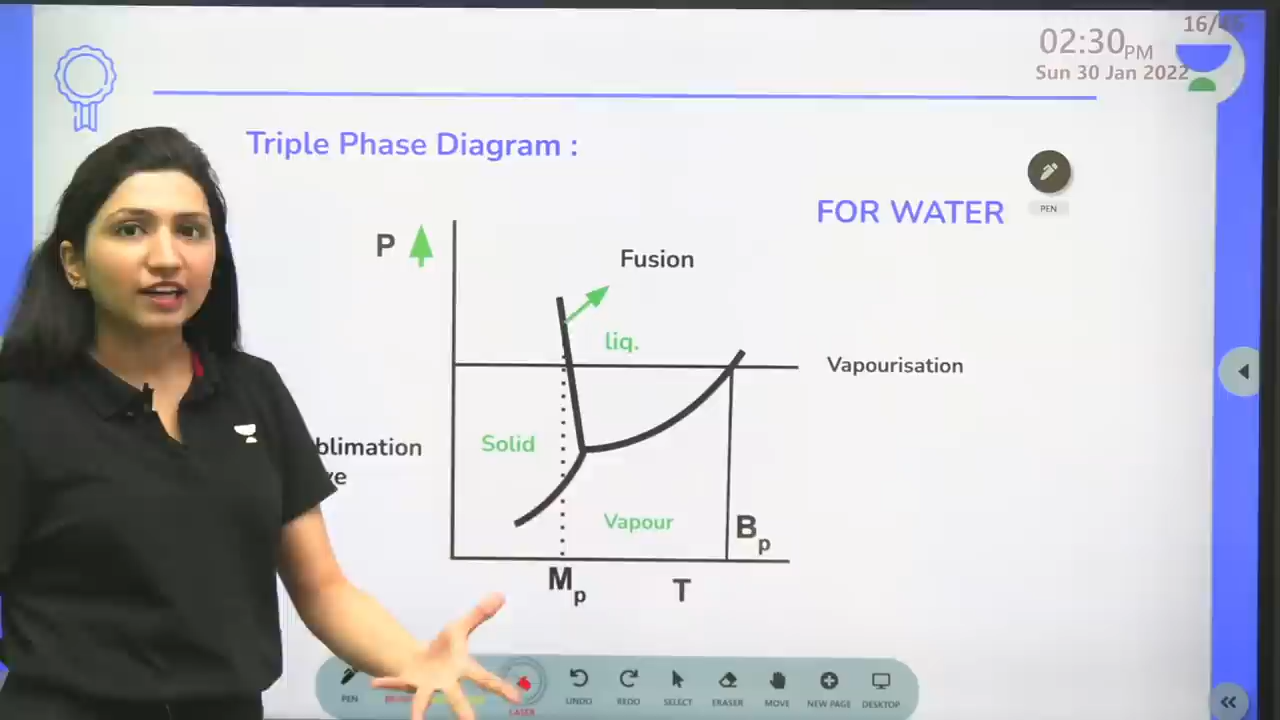 16/
02:30PM
Sun 30 Jan 2022
Triple Phase Diagram :
PEN
FOR WATER
P
Fusion
liq.
Vapourisation
Solid
Vapour
Bp
Mp
T
PEN
LASER
UNDO
REDO
SELECT
ERASER
MOVE
NEW PAGE
DESKTOP